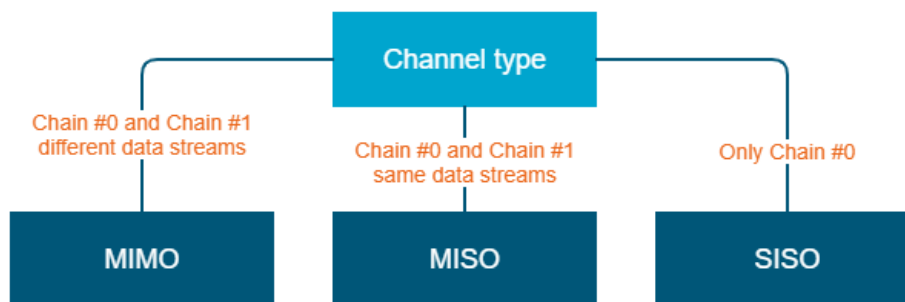 Channel type
Chain #0 and Chain #1
different data streams
Chain #0 and Chain #1
same data streams
Only Chain #0
MIMO
MISO
SISO